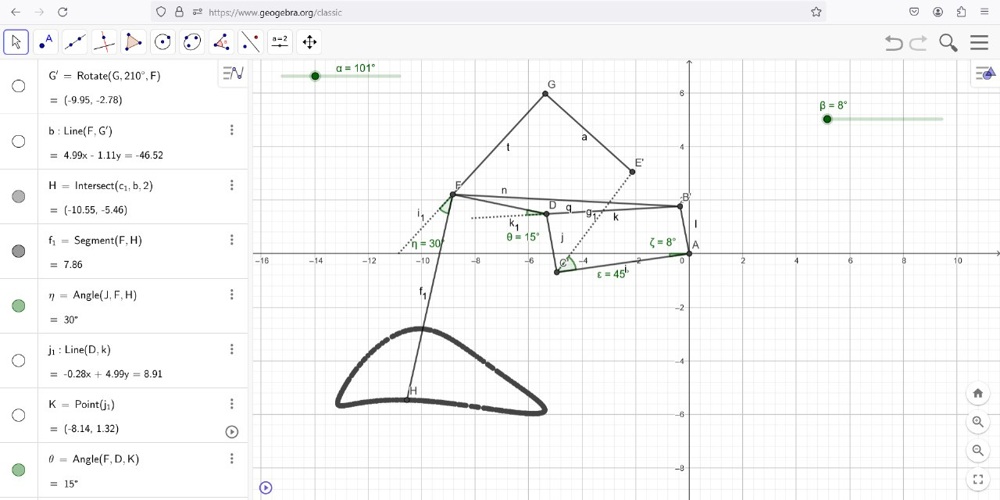 https://www.geogebra.org/classic
A
a=2
G′ = Rotate(G, 210°, F)
= (-9.95, -2.78)
b : Line(F, G′)
= 4.99x - 1.11y = -46.52
H = Intersect(c₁, b, 2)
= (-10.55, -5.46)
f₁ = Segment(F, H)
= 7.86
η = Angle(J, F, H)
= 30°
j₁ : Line(D, k)
= -0.28x + 4.99y = 8.91
K = Point(j₁)
= (-8.14, 1.32)
θ = Angle(F, D, K)
= 15°
α = 101°
β = 8°
G
t
a
E'
F
n
B'
D
q
g₁
k
i₁
k₁
l
θ = 15°
j
ζ = 8°
A
η = 30°
C'
ε = 45°
i
f₁
H
-16
-14
-12
-10
-8
-6
-4
-2
0
2
4
6
8
10
6
4
-2
-4
-6
-8